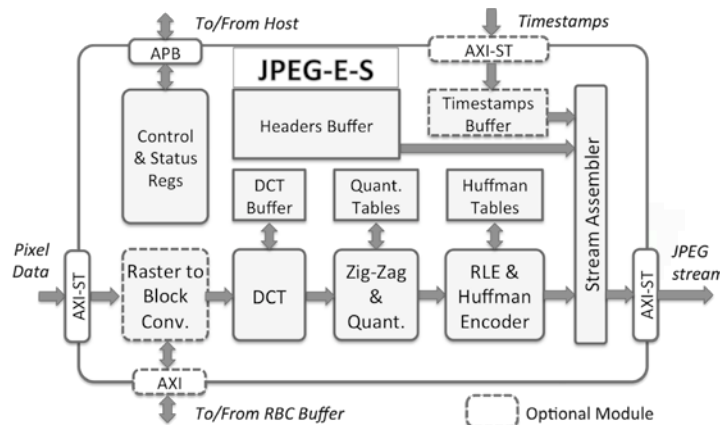 To/From Host
Timestamps
APB
AXI-ST
JPEG-E-S
Control
& Status
Regs
Headers Buffer
Timestamps
Buffer
DCT
Buffer
Quant.
Tables
Huffman
Tables
Stream Assembler
Pixel
Data
AXI-ST
Raster to
Block
Conv.
DCT
Zig-Zag
&
Quant.
RLE &
Huffman
Encoder
AXI-ST
JPEG
stream
AXI
To/From RBC Buffer
Optional Module